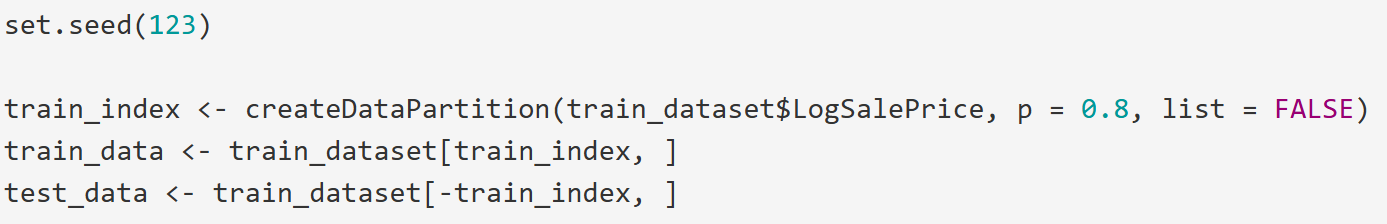 set.seed(123)
train_index <- createDataPartition(train_dataset$LogSalePrice, p = 0.8, list = FALSE)
train_data <- train_dataset[train_index, ]
test_data <- train_dataset[-train_index, ]